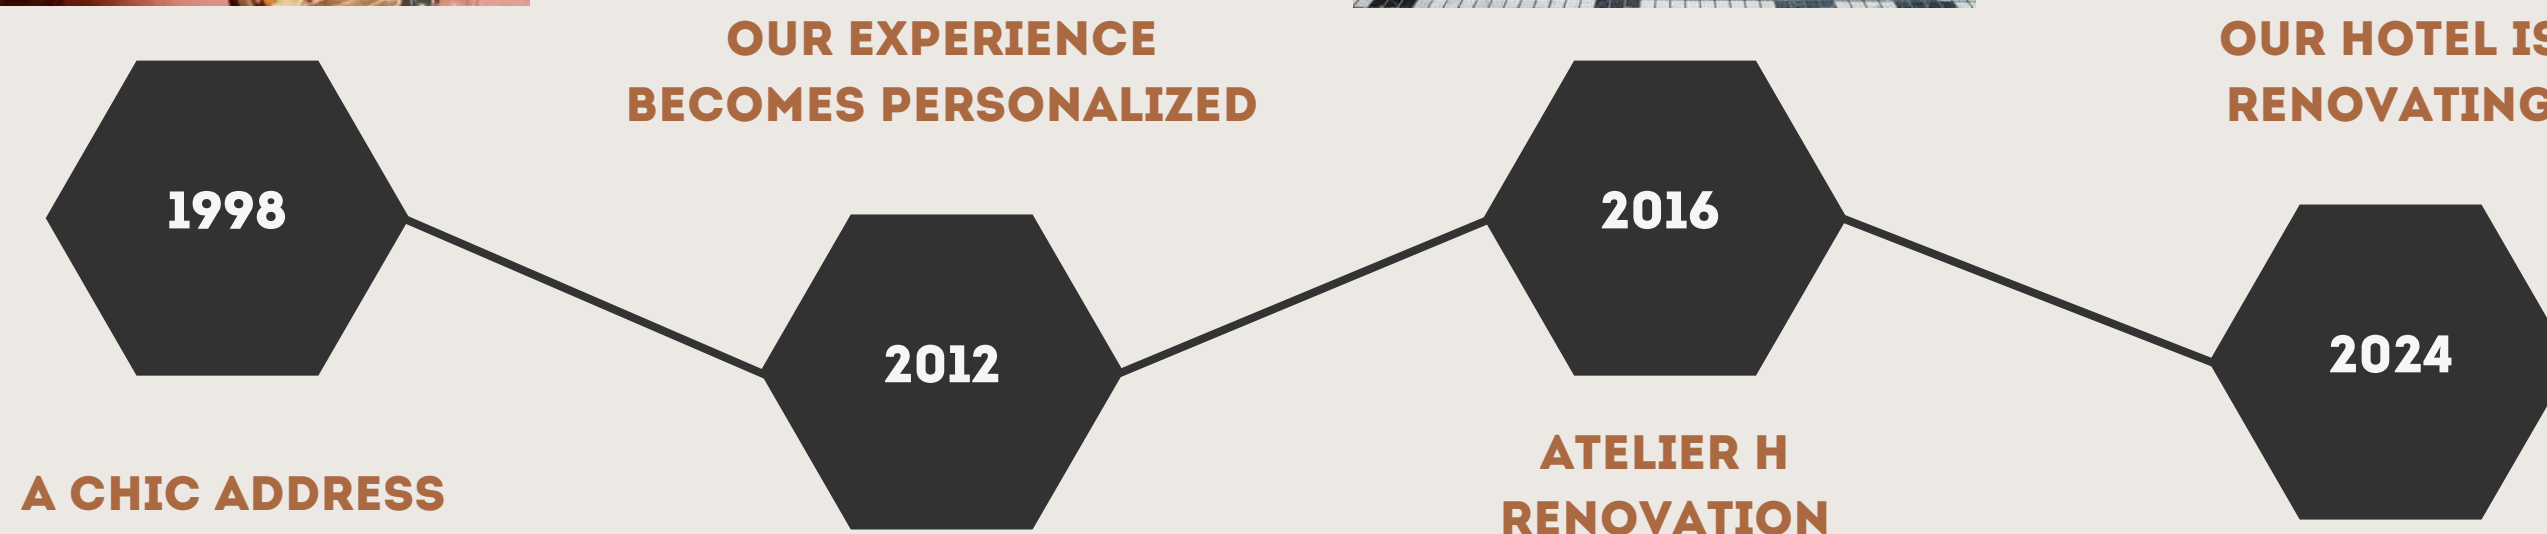 1998
A CHIC ADDRESS
OUR EXPERIENCE
BECOMES PERSONALIZED
2012
2016
ATELIER H
RENOVATION
OUR HOTEL IS
RENOVATING
2024